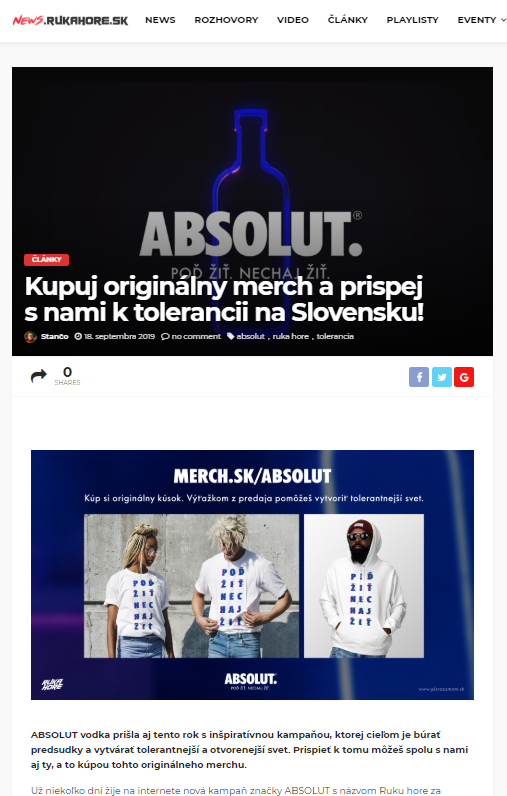 News.RUKAHORE.SK
NEWS
ROZHOVORY
VIDEO
ČLÁNKY
PLAYLISTY
EVENTY
ABSOLUT.®
POĎ ŽIŤ. NECHAJ ŽIŤ.
ČLÁNKY
Kupuj originálny merch a prispej
s nami k tolerancii na Slovensku!
Stančo 18. septembra 2019 no comment absolut , ruka hore , tolerancia
0
SHARES
MERCH.SK/ABSOLUT
Kúp si originálny kúsok. Výťažkom z predaja pomôžeš vytvoriť tolerantnejší svet.
POĎ
ŽIŤ
NEC
HAJ
ŽIŤ
POĎ
ŽIŤ
NEC
HAJ
ŽIŤ
POĎ
ŽIŤ
NEC
HAJ
ŽIŤ
RUKA
HORE
ABSOLUT.
POĎ ŽIŤ. NECHAJ ŽIŤ.
ABSOLUT vodka prišla aj tento rok s inšpiratívnou kampaňou, ktorej cieľom je búrať
predsudky a vytvárať tolerantnejší a otvorenejší svet. Prispieť k tomu môžeš spolu s nami
aj ty, a to kúpou tohto originálneho merchu.
Už niekoľko dní žije na internete nová kampaň značky ABSOLUT s názvom Ruku hore za